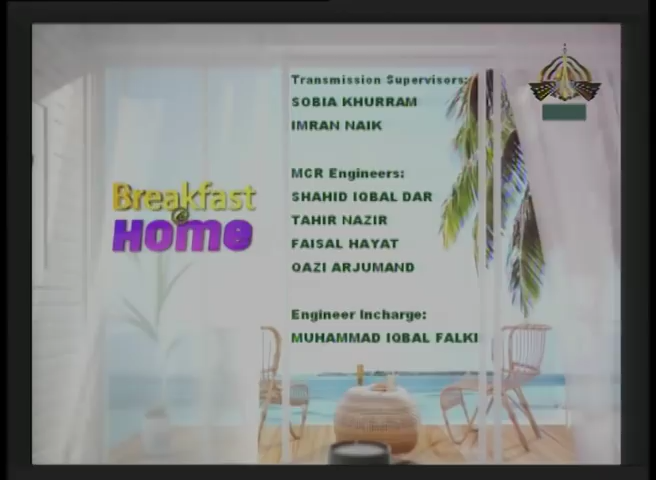 Transmission Supervisors:
SOBIA KHURRAM
IMRAN NAIK
MCR Engineers:
SHAHID IQBAL DAR
TAHIR NAZIR
FAISAL HAYAT
QAZI ARJUMAND
Engineer Incharge:
MUHAMMAD IQBAL FALKI
Breakfast
@
Home